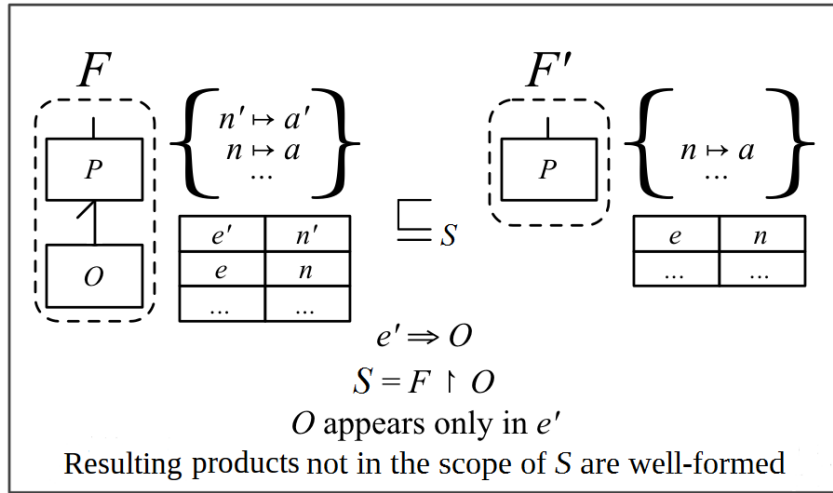 F
F'
n' ↦ a'
n ↦ a
...
P
O
e' n'
e n
... ...
⊑ S
n ↦ a
...
P
e n
... ...
e' ⇒ O
S = F ↾ O
O appears only in e'
Resulting products not in the scope of S are well-formed